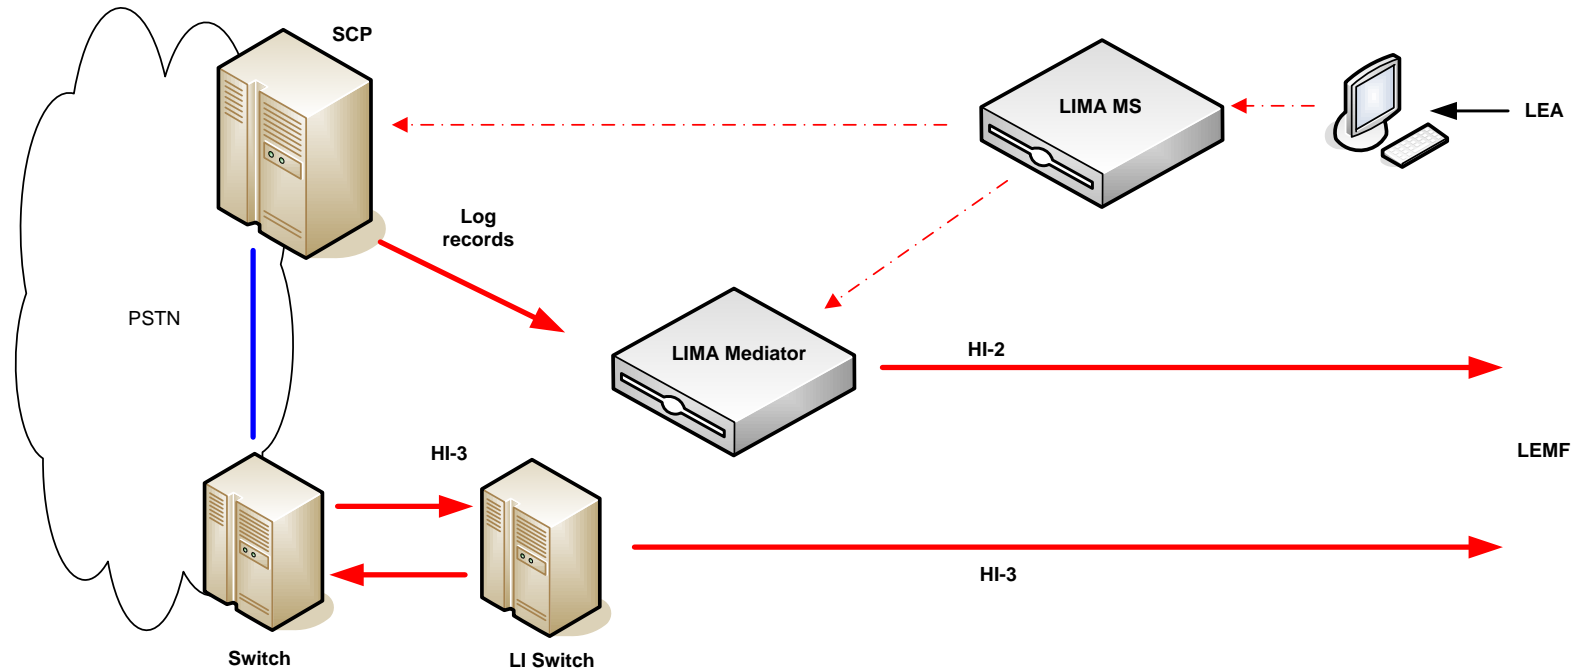 SCP
LIMA MS
LEA
Log
records
PSTN
LIMA Mediator
HI-2
HI-3
LEMF
HI-3
Switch
LI Switch